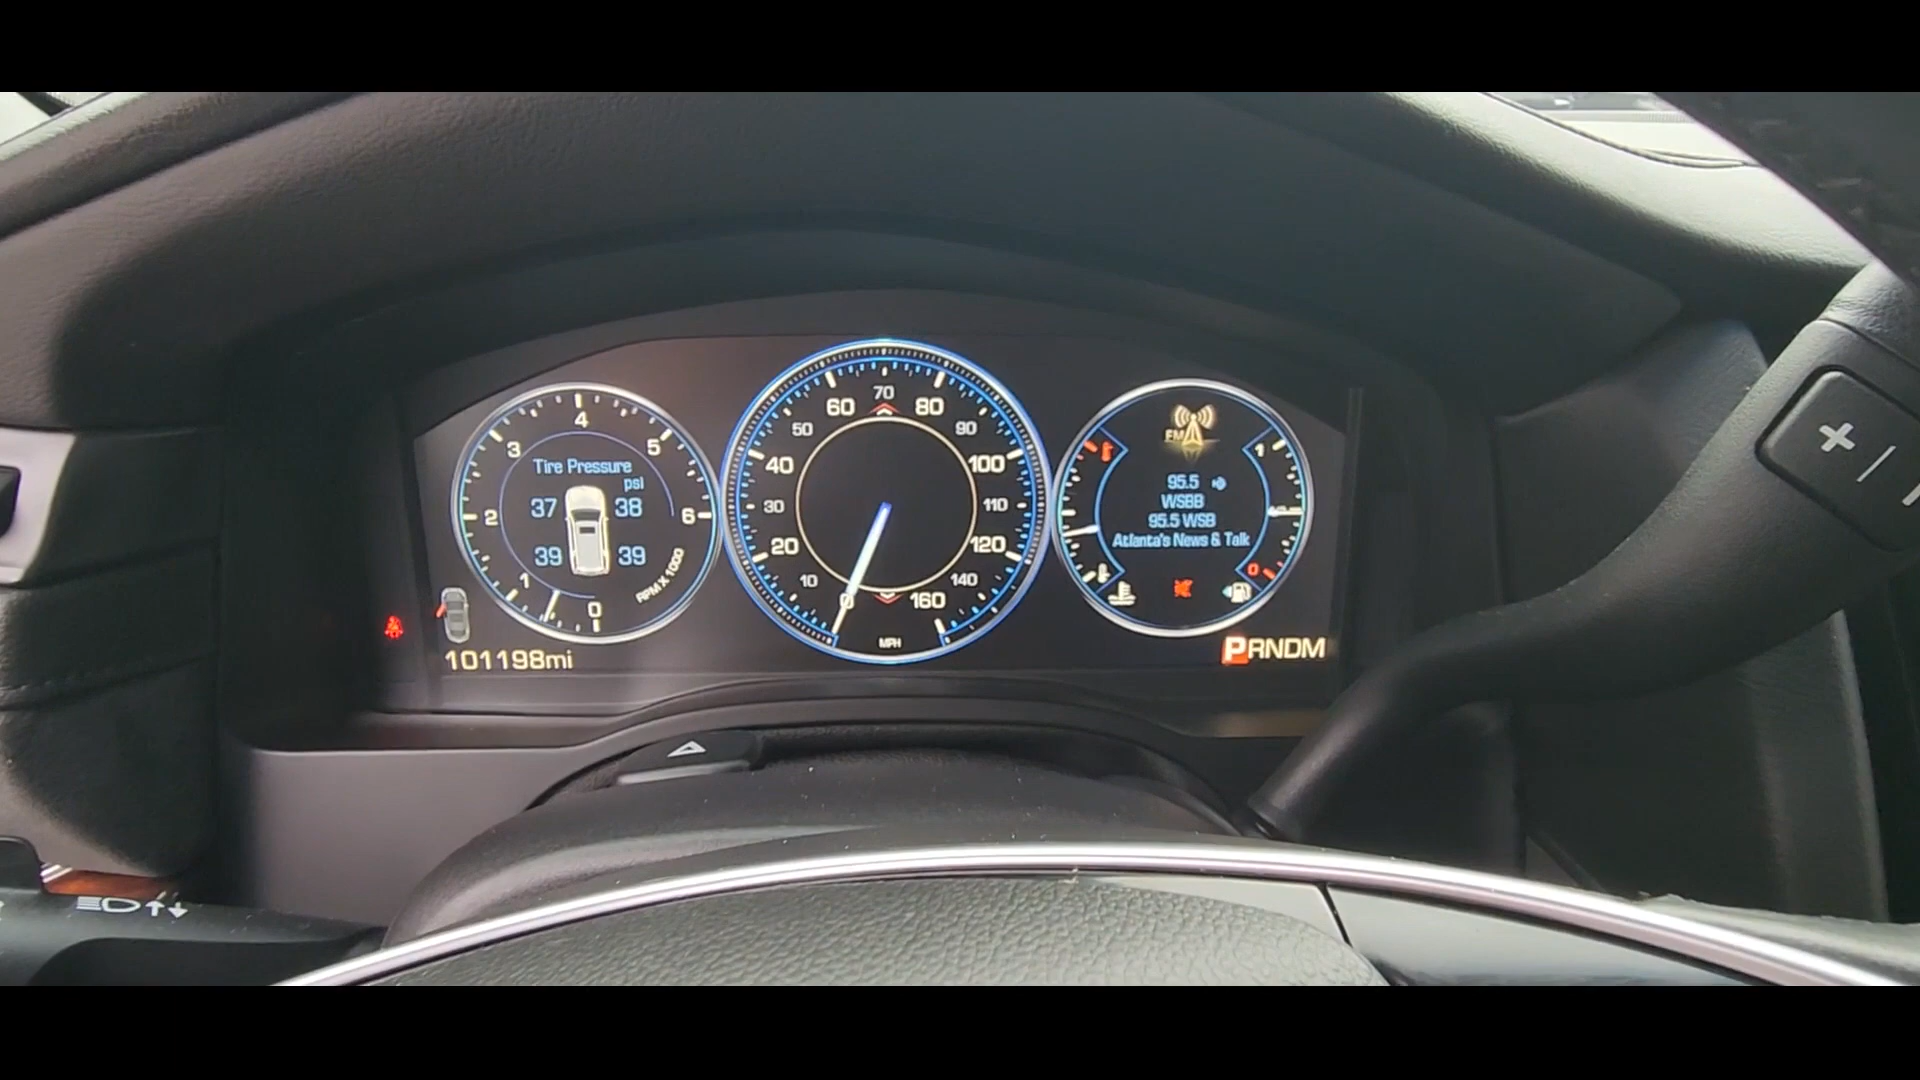 4
3
5
Tire Pressure
psi
37 38
2
6
39 39
1
0
RPM X 1000
101198mi
70
60 80
50 90
40 100
30 110
20 120
10 140
0 160
MPH
FM
1
95.5
WSBB
95.5 WSB
Atlanta's News & Talk
0
PRNDM
+